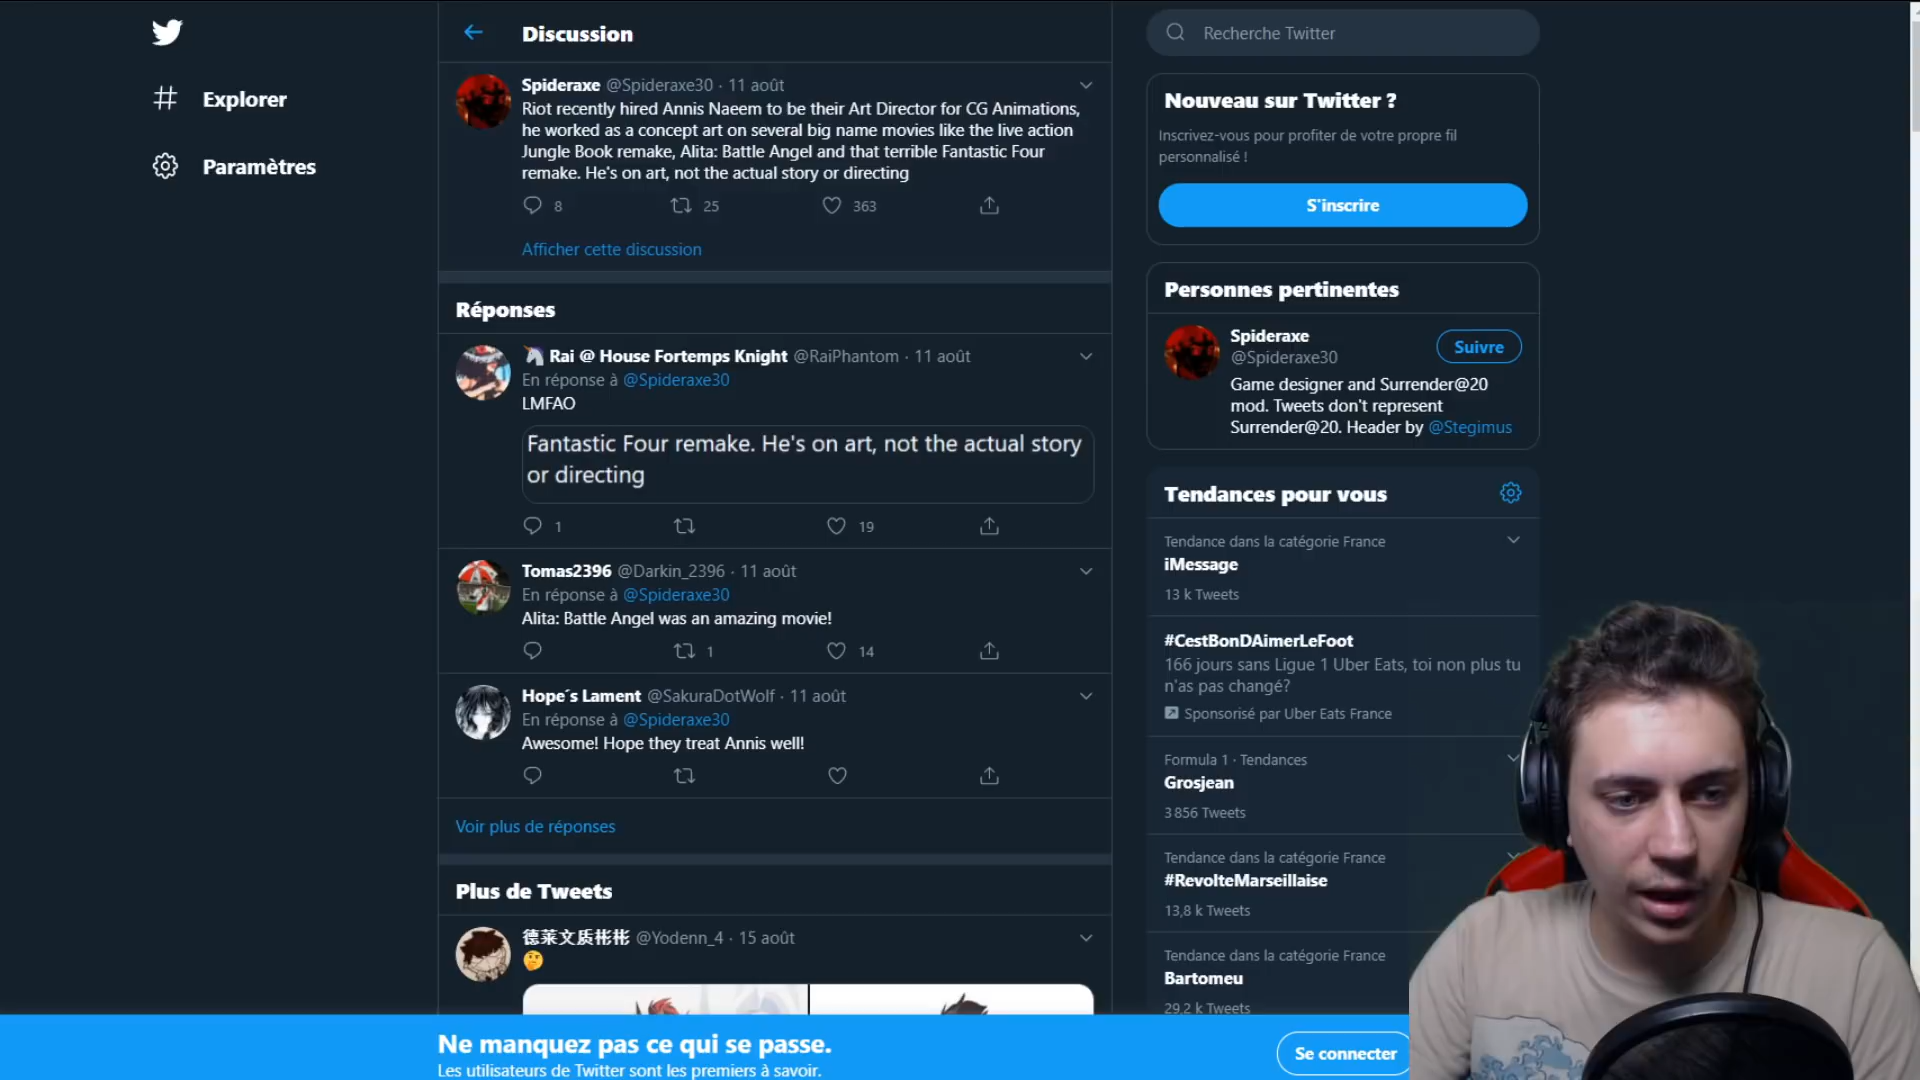 Explorer
Paramètres
Discussion
Spideraxe @Spideraxe30 · 11 août
Riot recently hired Annis Naeem to be their Art Director for CG Animations,
he worked as a concept art on several big name movies like the live action
Jungle Book remake, Alita: Battle Angel and that terrible Fantastic Four
remake. He's on art, not the actual story or directing
8 25 363
Afficher cette discussion
Réponses
🦄 Rai @ House Fortemps Knight @RaiPhantom · 11 août
En réponse à @Spideraxe30
LMFAO
Fantastic Four remake. He's on art, not the actual story
or directing
1 19
Tomas2396 @Darkin_2396 · 11 août
En réponse à @Spideraxe30
Alita: Battle Angel was an amazing movie!
1 14
Hope´s Lament @SakuraDotWolf · 11 août
En réponse à @Spideraxe30
Awesome! Hope they treat Annis well!
Voir plus de réponses
Plus de Tweets
德莱文质彬彬 @Yodenn_4 · 15 août
🤔
Recherche Twitter
Nouveau sur Twitter ?
Inscrivez-vous pour profiter de votre propre fil
personnalisé !
S'inscrire
Personnes pertinentes
Spideraxe
@Spideraxe30
Suivre
Game designer and Surrender@20
mod. Tweets don't represent
Surrender@20. Header by @Stegimus
Tendances pour vous
Tendance dans la catégorie France
iMessage
13 k Tweets
#CestBonDAimerLeFoot
166 jours sans Ligue 1 Uber Eats, toi non plus tu
n'as pas changé?
Sponsorisé par Uber Eats France
Formula 1 · Tendances
Grosjean
3 856 Tweets
Tendance dans la catégorie France
#RevolteMarseillaise
13,8 k Tweets
Tendance dans la catégorie France
Bartomeu
29,2 k Tweets
Ne manquez pas ce qui se passe.
Les utilisateurs de Twitter sont les premiers à savoir.
Se connecter